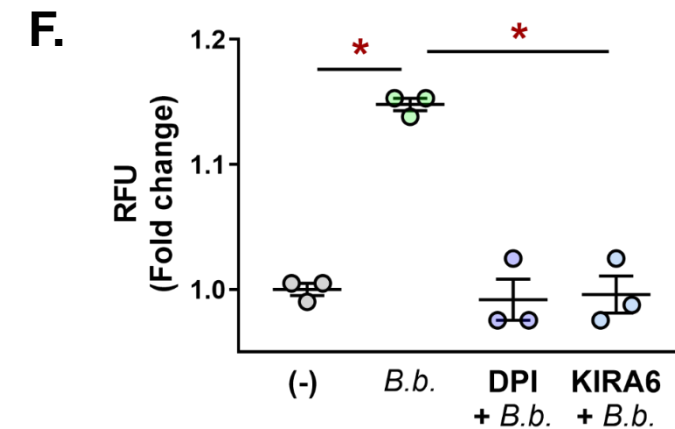 F.
*
*
1.2
1.1
1.0
RFU
(Fold change)
(-) B.b. DPI KIRA6
+ B.b. + B.b.